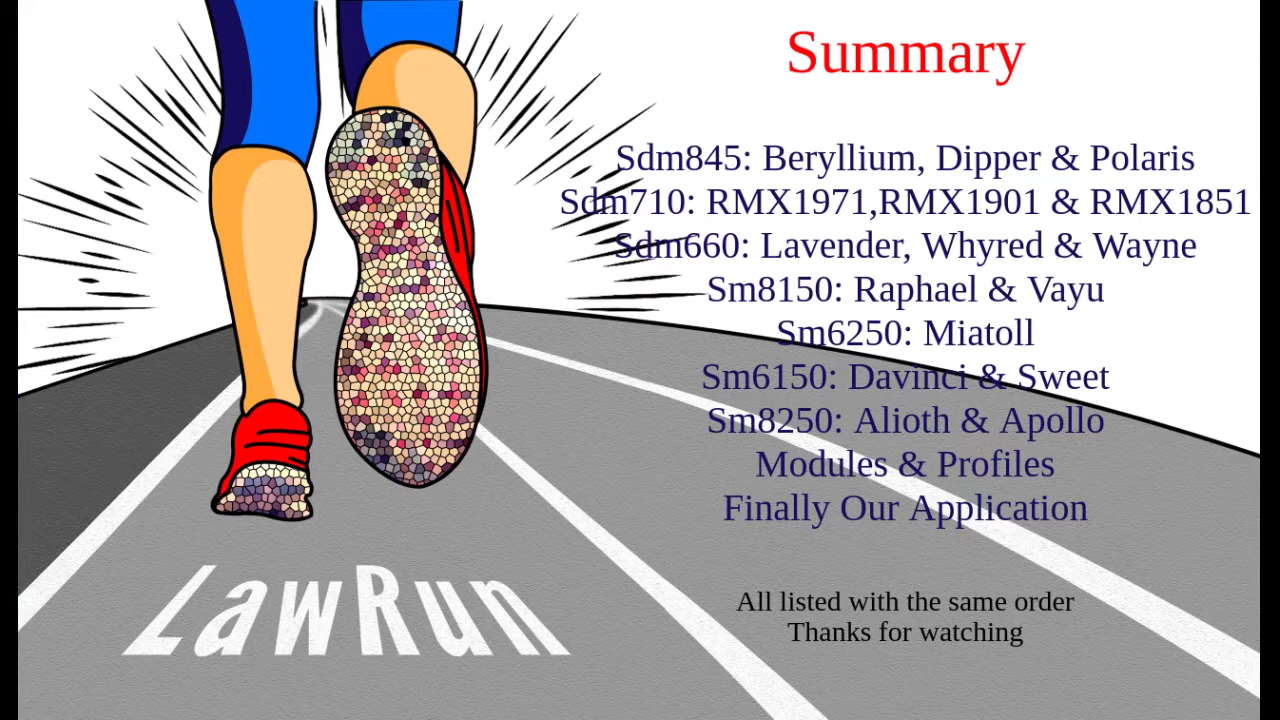 Summary
Sdm845: Beryllium, Dipper & Polaris
Sdm710: RMX1971,RMX1901 & RMX1851
Sdm660: Lavender, Whyred & Wayne
Sm8150: Raphael & Vayu
Sm6250: Miatoll
Sm6150: Davinci & Sweet
Sm8250: Alioth & Apollo
Modules & Profiles
Finally Our Application
All listed with the same order
Thanks for watching
LawRun